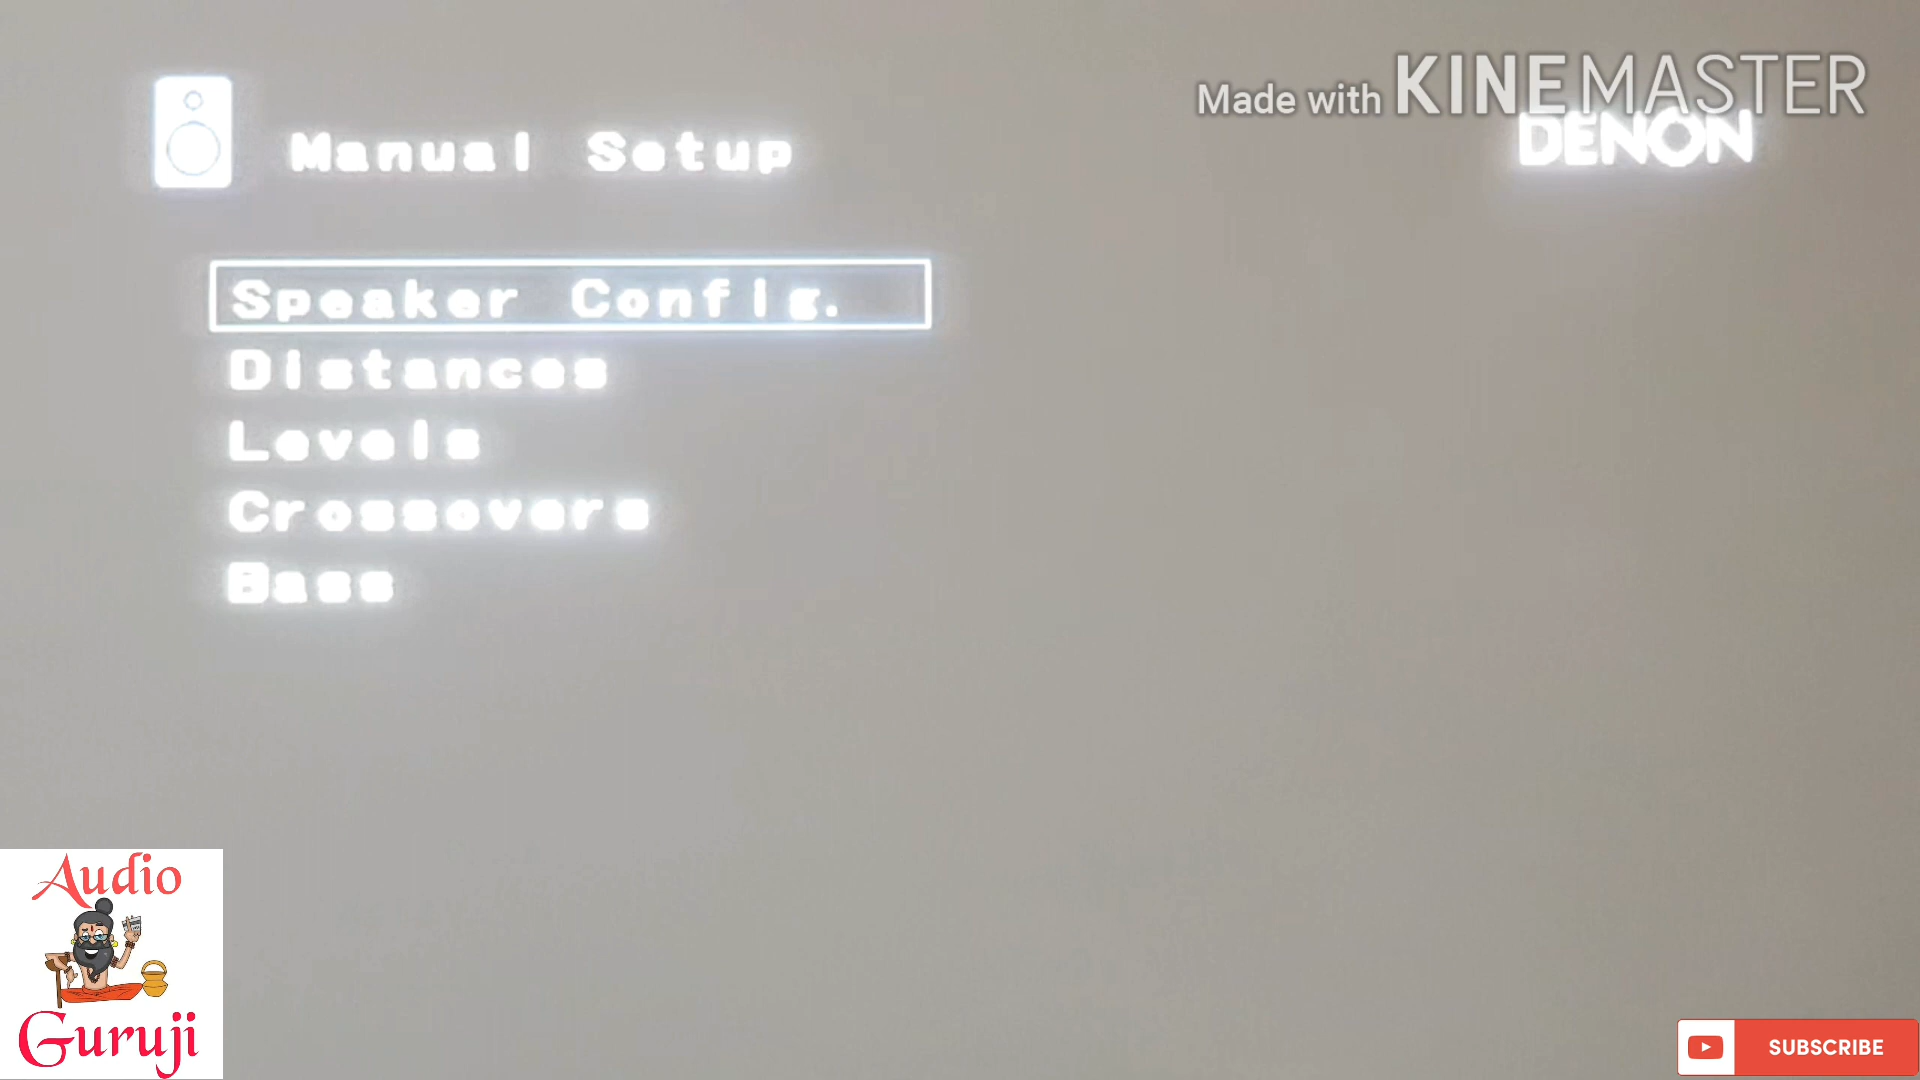 Made with KINEMASTER
DENON
Manual Setup
Speaker Config.
Distances
Levels
Crossovers
Bass
Audio
Guruji
SUBSCRIBE